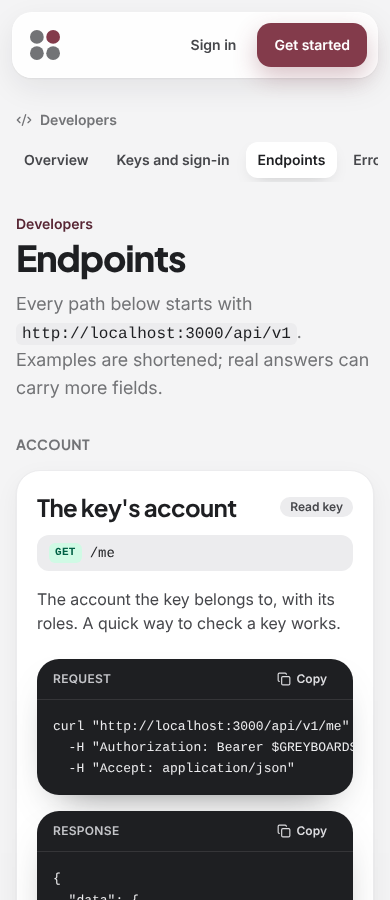 Sign in
Get started
</> Developers
Overview
Keys and sign-in
Endpoints
Erro
Developers
Endpoints
Every path below starts with
http://localhost:3000/api/v1 .
Examples are shortened; real answers can
carry more fields.
ACCOUNT
The key's account
Read key
GET /me
The account the key belongs to, with its
roles. A quick way to check a key works.
REQUEST
Copy
curl "http://localhost:3000/api/v1/me"
-H "Authorization: Bearer $GREYBOARDS
-H "Accept: application/json"
RESPONSE
Copy
{
"data": {